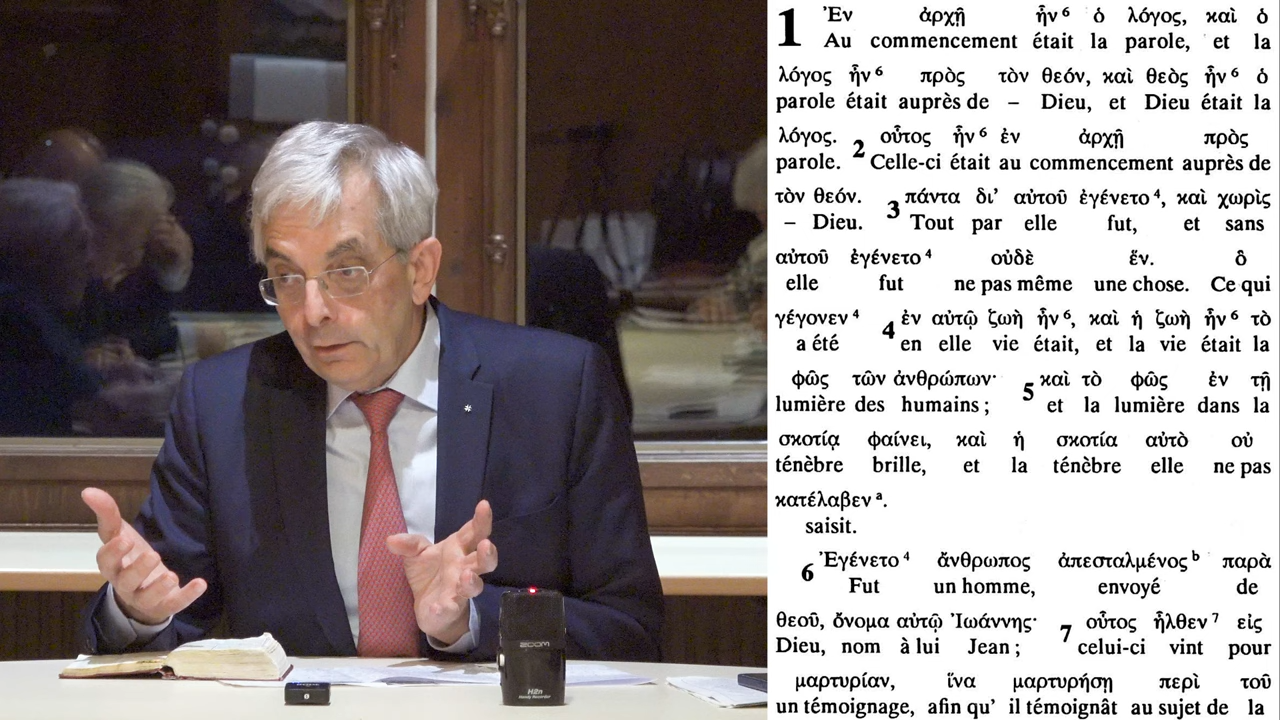 1 Ἐν ἀρχῇ ἦν⁶ ὁ λόγος, καὶ ὁ
Au commencement était la parole, et la
λόγος ἦν⁶ πρὸς τὸν θεόν, καὶ θεὸς ἦν⁶ ὁ
parole était auprès de – Dieu, et Dieu était la
λόγος. 2 οὗτος ἦν⁶ ἐν ἀρχῇ πρὸς
parole. Celle-ci était au commencement auprès de
τὸν θεόν. 3 πάντα δι’ αὐτοῦ ἐγένετο⁴, καὶ χωρὶς
– Dieu. Tout par elle fut, et sans
αὐτοῦ ἐγένετο⁴ οὐδὲ ἕν. ὃ
elle fut ne pas même une chose. Ce qui
γέγονεν⁴ 4 ἐν αὐτῷ ζωὴ ἦν⁶, καὶ ἡ ζωὴ ἦν⁶ τὸ
a été en elle vie était, et la vie était la
φῶς τῶν ἀνθρώπων· 5 καὶ τὸ φῶς ἐν τῇ
lumière des humains ; et la lumière dans la
σκοτίᾳ φαίνει, καὶ ἡ σκοτία αὐτὸ οὐ
ténèbre brille, et la ténèbre elle ne pas
κατέλαβενᵃ.
saisit.
6 Ἐγένετο⁴ ἄνθρωπος ἀπεσταλμένοςᵇ παρὰ
Fut un homme, envoyé de
θεοῦ, ὄνομα αὐτῷ Ἰωάννης· 7 οὗτος ἦλθεν⁷ εἰς
Dieu, nom à lui Jean ; celui-ci vint pour
μαρτυρίαν, ἵνα μαρτυρήσῃ περὶ τοῦ
un témoignage, afin qu’ il témoignât au sujet de la
ZOOM
H2n
Handy Recorder